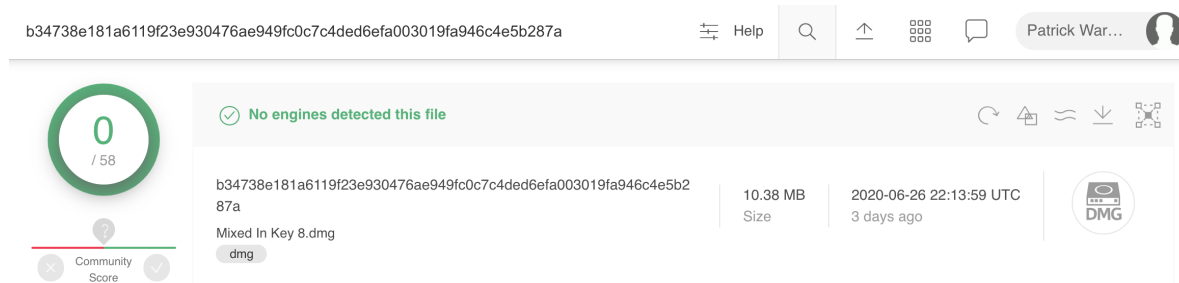 b34738e181a6119f23e930476ae949fc0c7c4ded6efa003019fa946c4e5b287a
Help
Patrick War...
0
/ 58
No engines detected this file
b34738e181a6119f23e930476ae949fc0c7c4ded6efa003019fa946c4e5b2
87a
Mixed In Key 8.dmg
dmg
10.38 MB
Size
2020-06-26 22:13:59 UTC
3 days ago
DMG
?
Community
Score